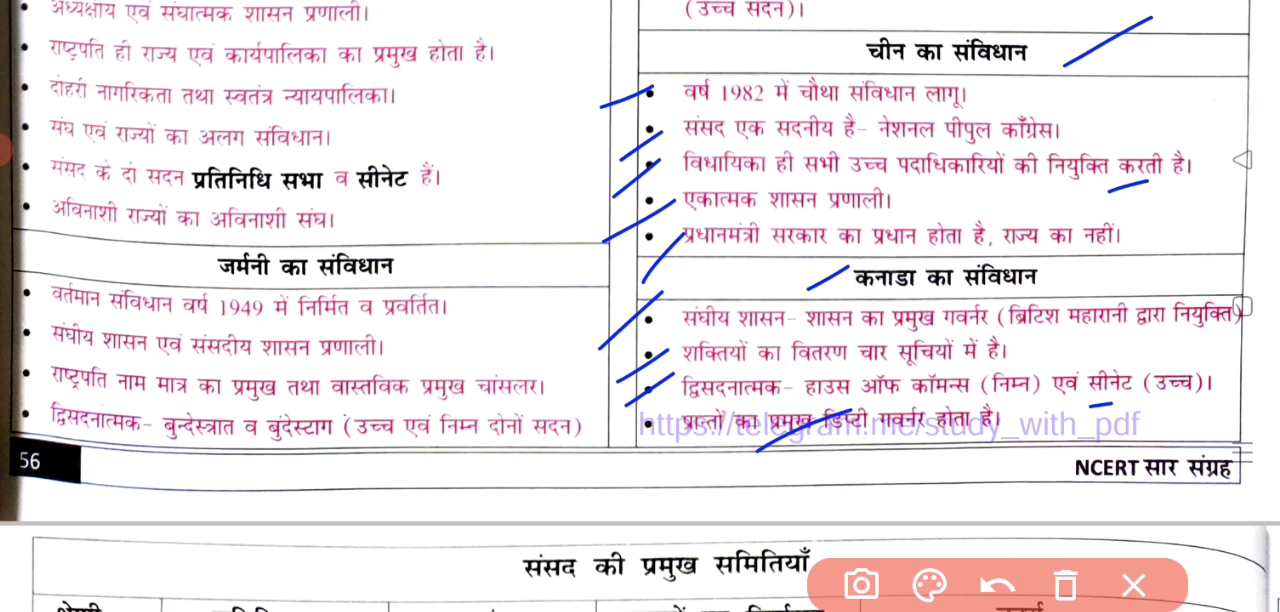 अध्यक्षीय एवं संघात्मक शासन प्रणाली।
राष्ट्रपति ही राज्य एवं कार्यपालिका का प्रमुख होता है।
दोहरी नागरिकता तथा स्वतंत्र न्यायपालिका।
संघ एवं राज्यों का अलग संविधान।
संसद के दो सदन प्रतिनिधि सभा व सीनेट हैं।
अविनाशी राज्यों का अविनाशी संघ।
जर्मनी का संविधान
वर्तमान संविधान वर्ष 1949 में निर्मित व प्रवर्तित।
संघीय शासन एवं संसदीय शासन प्रणाली।
राष्ट्रपति नाम मात्र का प्रमुख तथा वास्तविक प्रमुख चांसलर।
द्विसदनात्मक- बुन्देस्त्रात व बुंदेस्टाग (उच्च एवं निम्न दोनों सदन)
56
(उच्च सदन)।
चीन का संविधान
वर्ष 1982 में चौथा संविधान लागू।
संसद एक सदनीय है- नेशनल पीपुल काँग्रेस।
विधायिका ही सभी उच्च पदाधिकारियों की नियुक्ति करती है।
एकात्मक शासन प्रणाली।
प्रधानमंत्री सरकार का प्रधान होता है, राज्य का नहीं।
कनाडा का संविधान
संघीय शासन- शासन का प्रमुख गवर्नर (ब्रिटिश महारानी द्वारा नियुक्ति)
शक्तियों का वितरण चार सूचियों में है।
द्विसदनात्मक- हाउस ऑफ कॉमन्स (निम्न) एवं सीनेट (उच्च)।
प्रान्तों का प्रमुख डिप्टी गवर्नर होता है।
https://telegram.me/study_with_pdf
NCERT सार संग्रह
संसद की प्रमुख समितियाँ